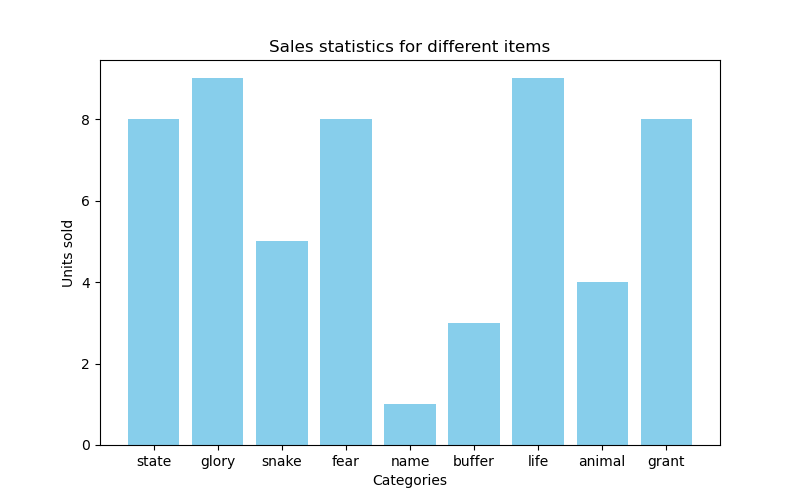 Sales statistics for different items
Units sold
8
6
4
2
0
state glory snake fear name buffer life animal grant
Categories